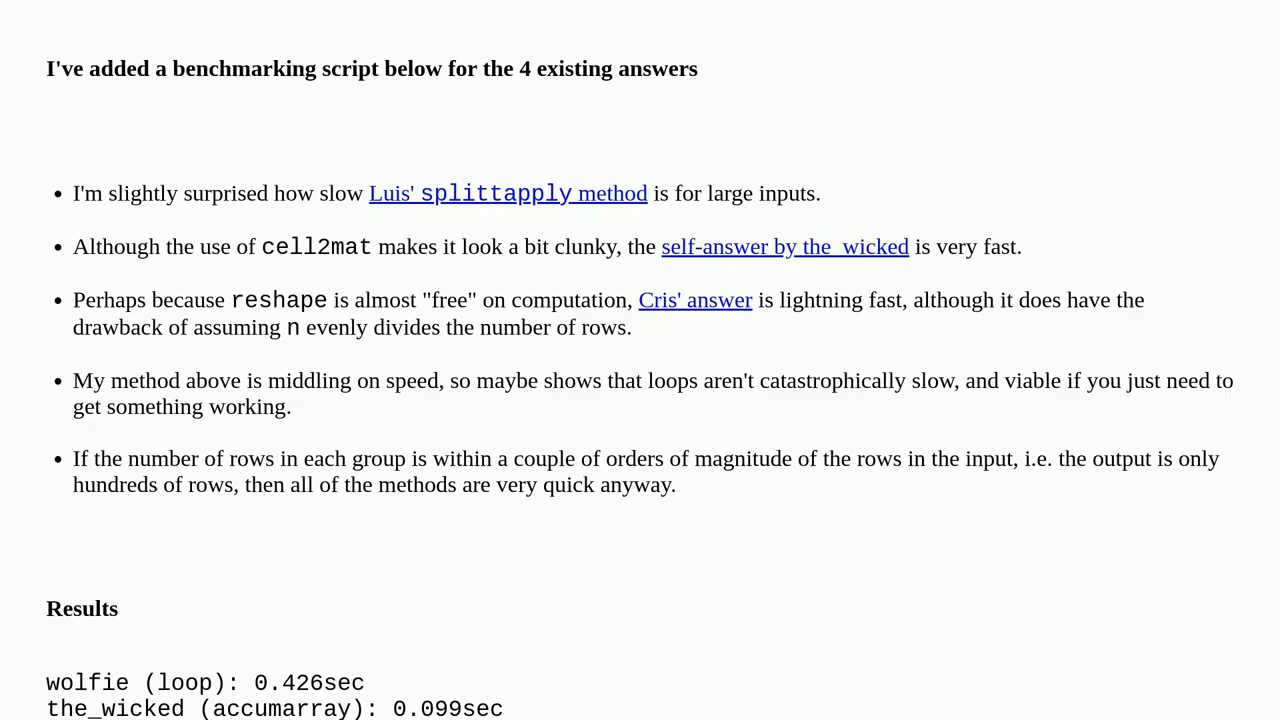 I've added a benchmarking script below for the 4 existing answers
• I'm slightly surprised how slow Luis' splittapply method is for large inputs.
• Although the use of cell2mat makes it look a bit clunky, the self-answer by the_wicked is very fast.
• Perhaps because reshape is almost "free" on computation, Cris' answer is lightning fast, although it does have the
drawback of assuming n evenly divides the number of rows.
• My method above is middling on speed, so maybe shows that loops aren't catastrophically slow, and viable if you just need to
get something working.
• If the number of rows in each group is within a couple of orders of magnitude of the rows in the input, i.e. the output is only
hundreds of rows, then all of the methods are very quick anyway.
Results
wolfie (loop): 0.426sec
the_wicked (accumarray): 0.099sec